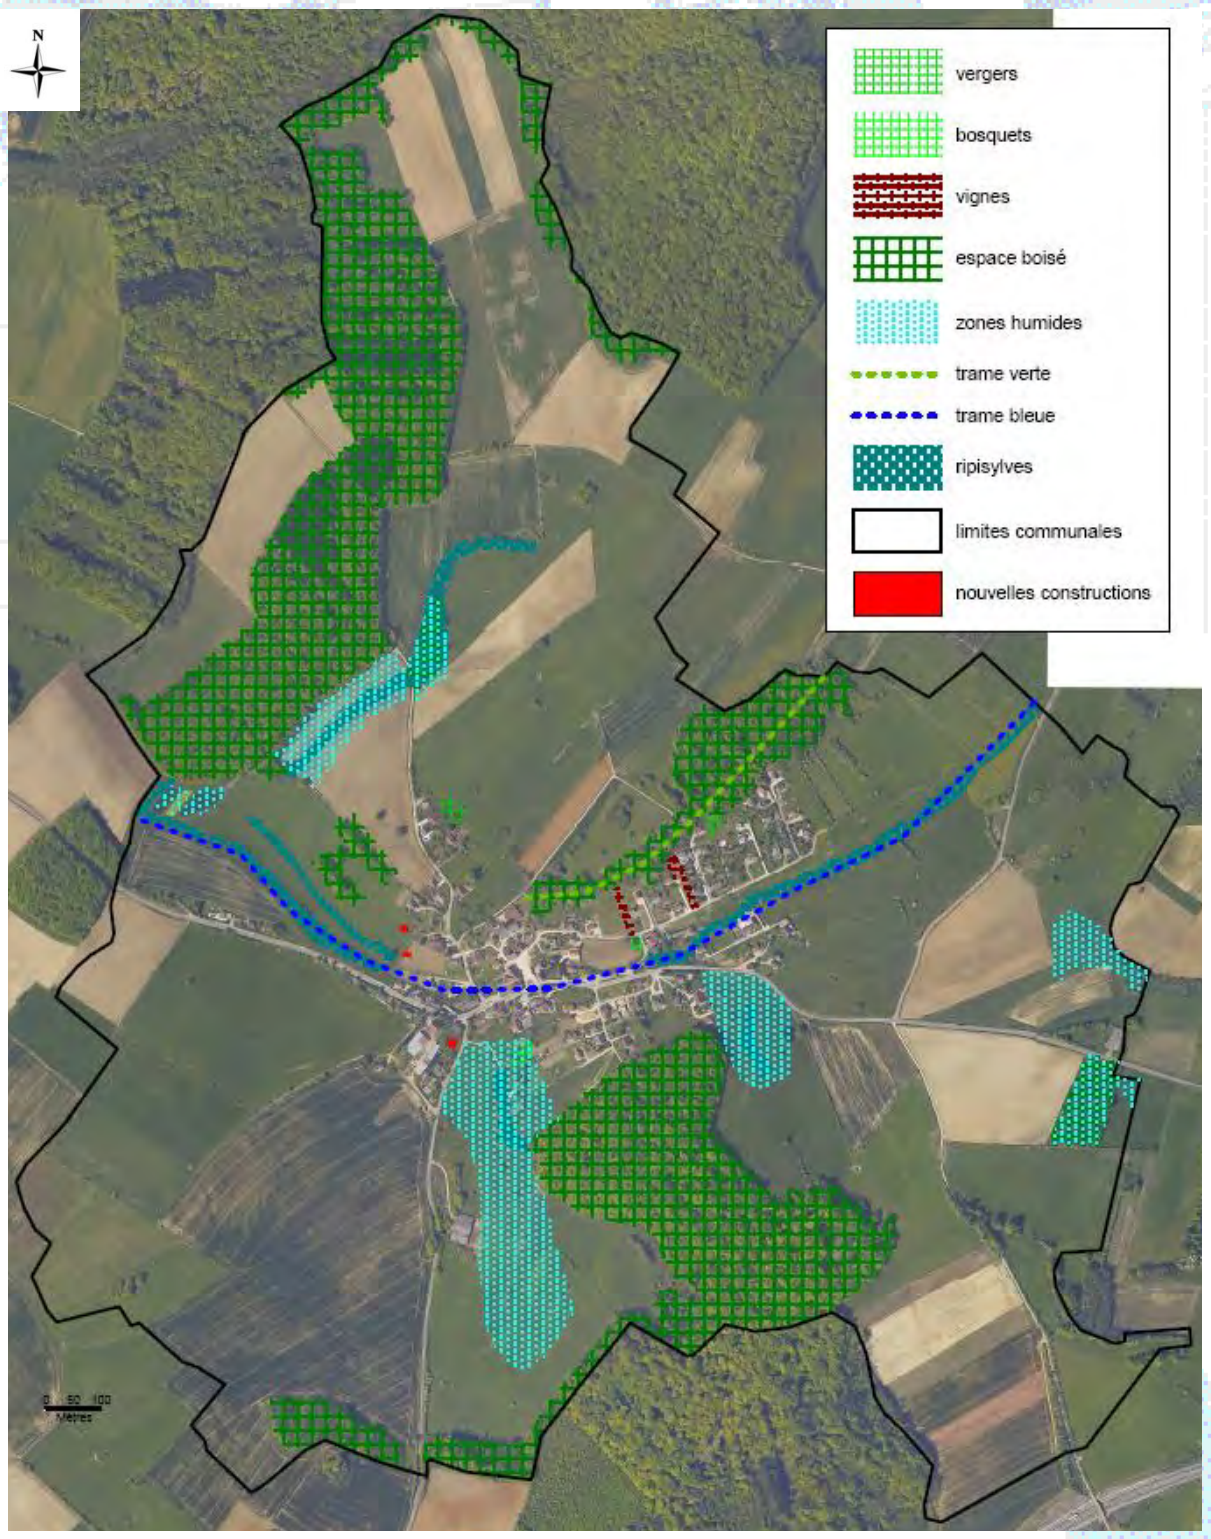 N
vergers
bosquets
vignes
espace boisé
zones humides
trame verte
trame bleue
ripisylves
limites communales
nouvelles constructions
0 50 100
Mètres